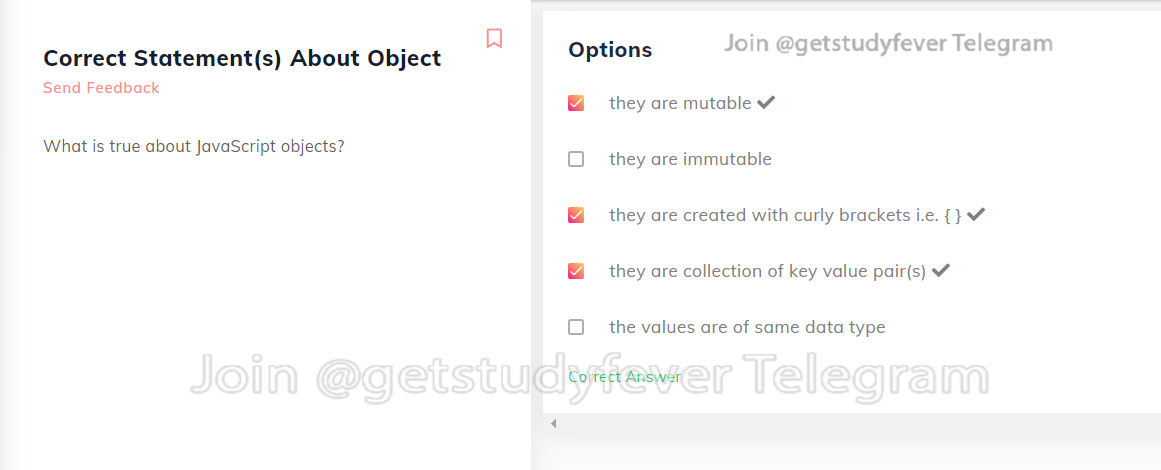 Correct Statement(s) About Object
Send Feedback
What is true about JavaScript objects?
Options
Join @getstudyfever Telegram
they are mutable
they are immutable
they are created with curly brackets i.e. { }
they are collection of key value pair(s)
the values are of same data type
Correct Answer
Join @getstudyfever Telegram